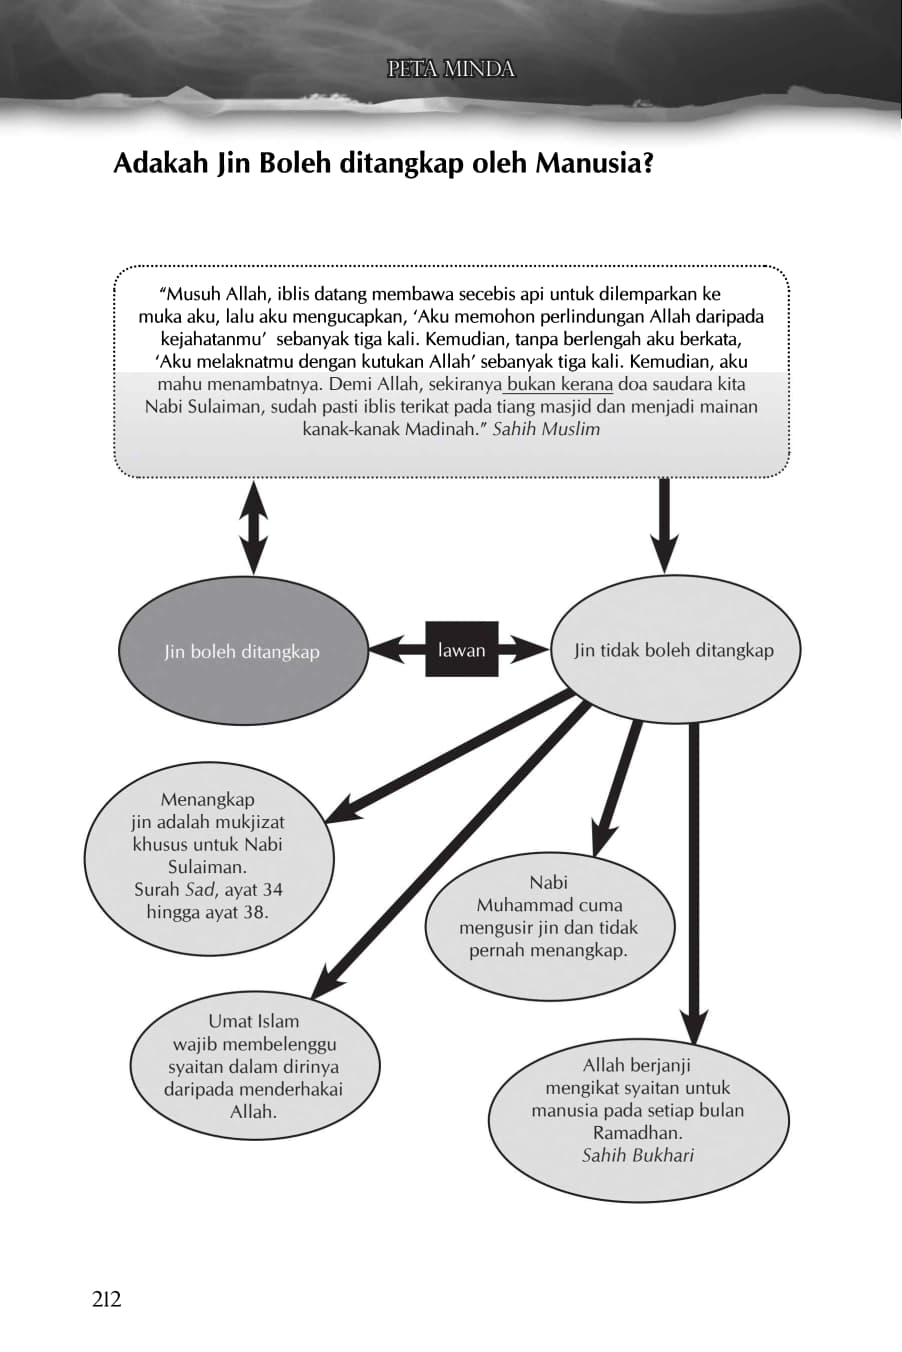 PETA MINDA
Adakah Jin Boleh ditangkap oleh Manusia?
“Musuh Allah, iblis datang membawa secebis api untuk dilemparkan ke
muka aku, lalu aku mengucapkan, ‘Aku memohon perlindungan Allah daripada
kejahatanmu’ sebanyak tiga kali. Kemudian, tanpa berlengah aku berkata,
‘Aku melaknatmu dengan kutukan Allah’ sebanyak tiga kali. Kemudian, aku
mahu menambatnya. Demi Allah, sekiranya bukan kerana doa saudara kita
Nabi Sulaiman, sudah pasti iblis terikat pada tiang masjid dan menjadi mainan
kanak-kanak Madinah.” Sahih Muslim
Jin boleh ditangkap
lawan
Jin tidak boleh ditangkap
Menangkap
jin adalah mukjizat
khusus untuk Nabi
Sulaiman.
Surah Sad, ayat 34
hingga ayat 38.
Nabi
Muhammad cuma
mengusir jin dan tidak
pernah menangkap.
Umat Islam
wajib membelenggu
syaitan dalam dirinya
daripada menderhakai
Allah.
Allah berjanji
mengikat syaitan untuk
manusia pada setiap bulan
Ramadhan.
Sahih Bukhari
212